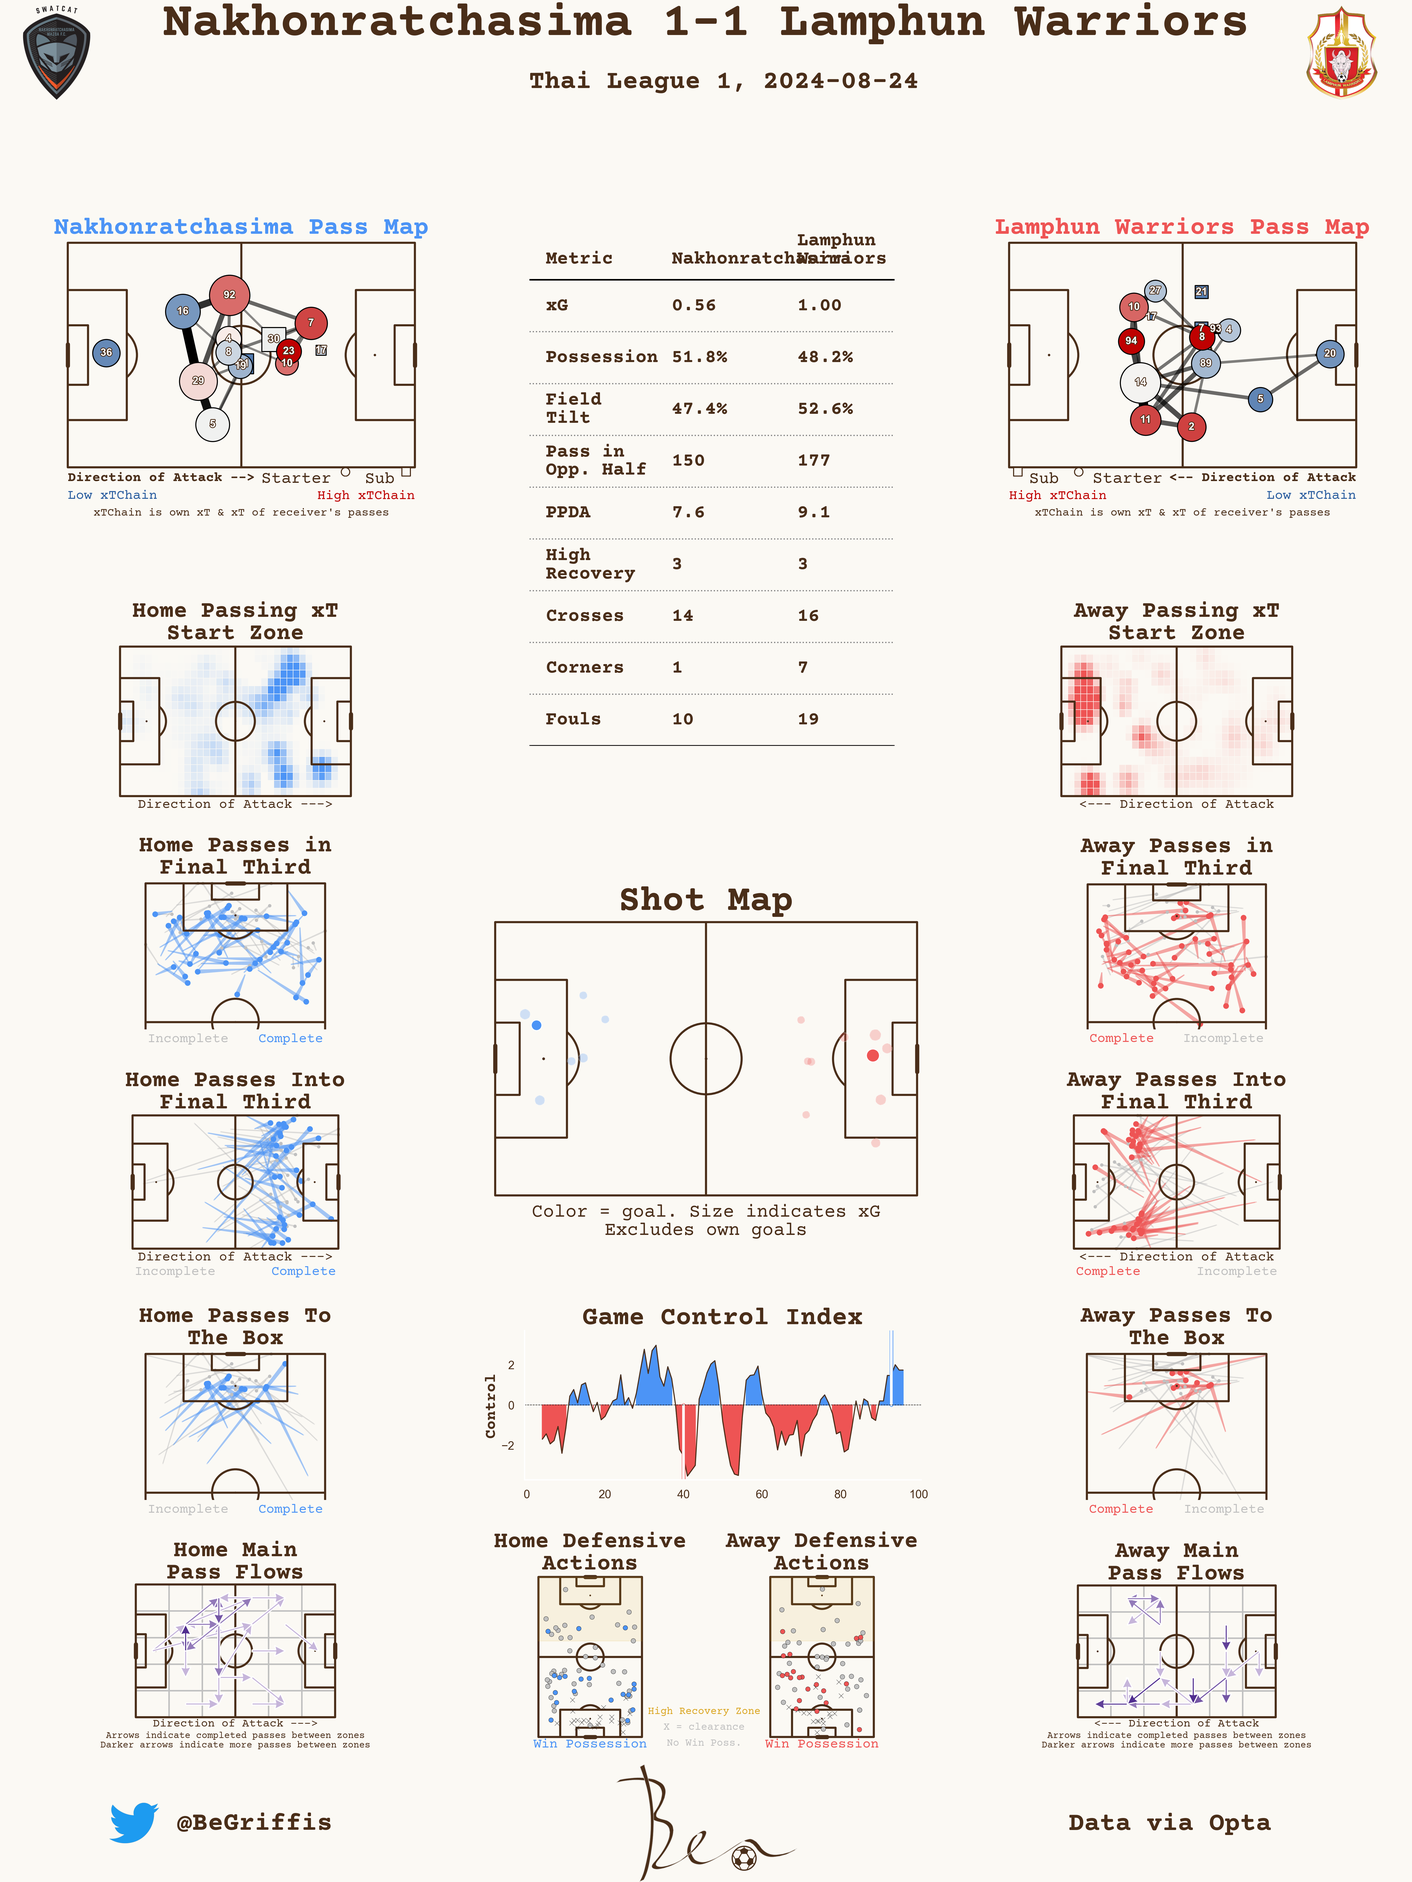 SWATCAT
Nakhonratchasima 1-1 Lamphun Warriors
Thai League 1, 2024-08-24
Nakhonratchasima Pass Map
36
16
92
4
8
30
7
23
10
17
19
29
5
Direction of Attack --> Starter Sub
Low xTChain High xTChain
xTChain is own xT & xT of receiver's passes
Metric Nakhonratchasima Lamphun Warriors
xG 0.56 1.00
Possession 51.8% 48.2%
Field Tilt 47.4% 52.6%
Pass in Opp. Half 150 177
PPDA 7.6 9.1
High Recovery 3 3
Crosses 14 16
Corners 1 7
Fouls 10 19
Lamphun Warriors Pass Map
27
21
10
17
7
93
4
94
8
89
20
14
5
11
2
Sub Starter <-- Direction of Attack
High xTChain Low xTChain
xTChain is own xT & xT of receiver's passes
Home Passing xT
Start Zone
Direction of Attack --->
Away Passing xT
Start Zone
<--- Direction of Attack
Home Passes in
Final Third
Incomplete Complete
Away Passes in
Final Third
Complete Incomplete
Shot Map
Color = goal. Size indicates xG
Excludes own goals
Home Passes Into
Final Third
Direction of Attack --->
Incomplete Complete
Away Passes Into
Final Third
<--- Direction of Attack
Complete Incomplete
Home Passes To
The Box
Incomplete Complete
Game Control Index
Control
2
0
−2
0 20 40 60 80 100
Away Passes To
The Box
Complete Incomplete
Home Main
Pass Flows
Direction of Attack --->
Arrows indicate completed passes between zones
Darker arrows indicate more passes between zones
Home Defensive
Actions
Win Possession
High Recovery Zone
X = clearance
No Win Poss.
Away Defensive
Actions
Win Possession
Away Main
Pass Flows
<--- Direction of Attack
Arrows indicate completed passes between zones
Darker arrows indicate more passes between zones
@BeGriffis
Ben
Data via Opta